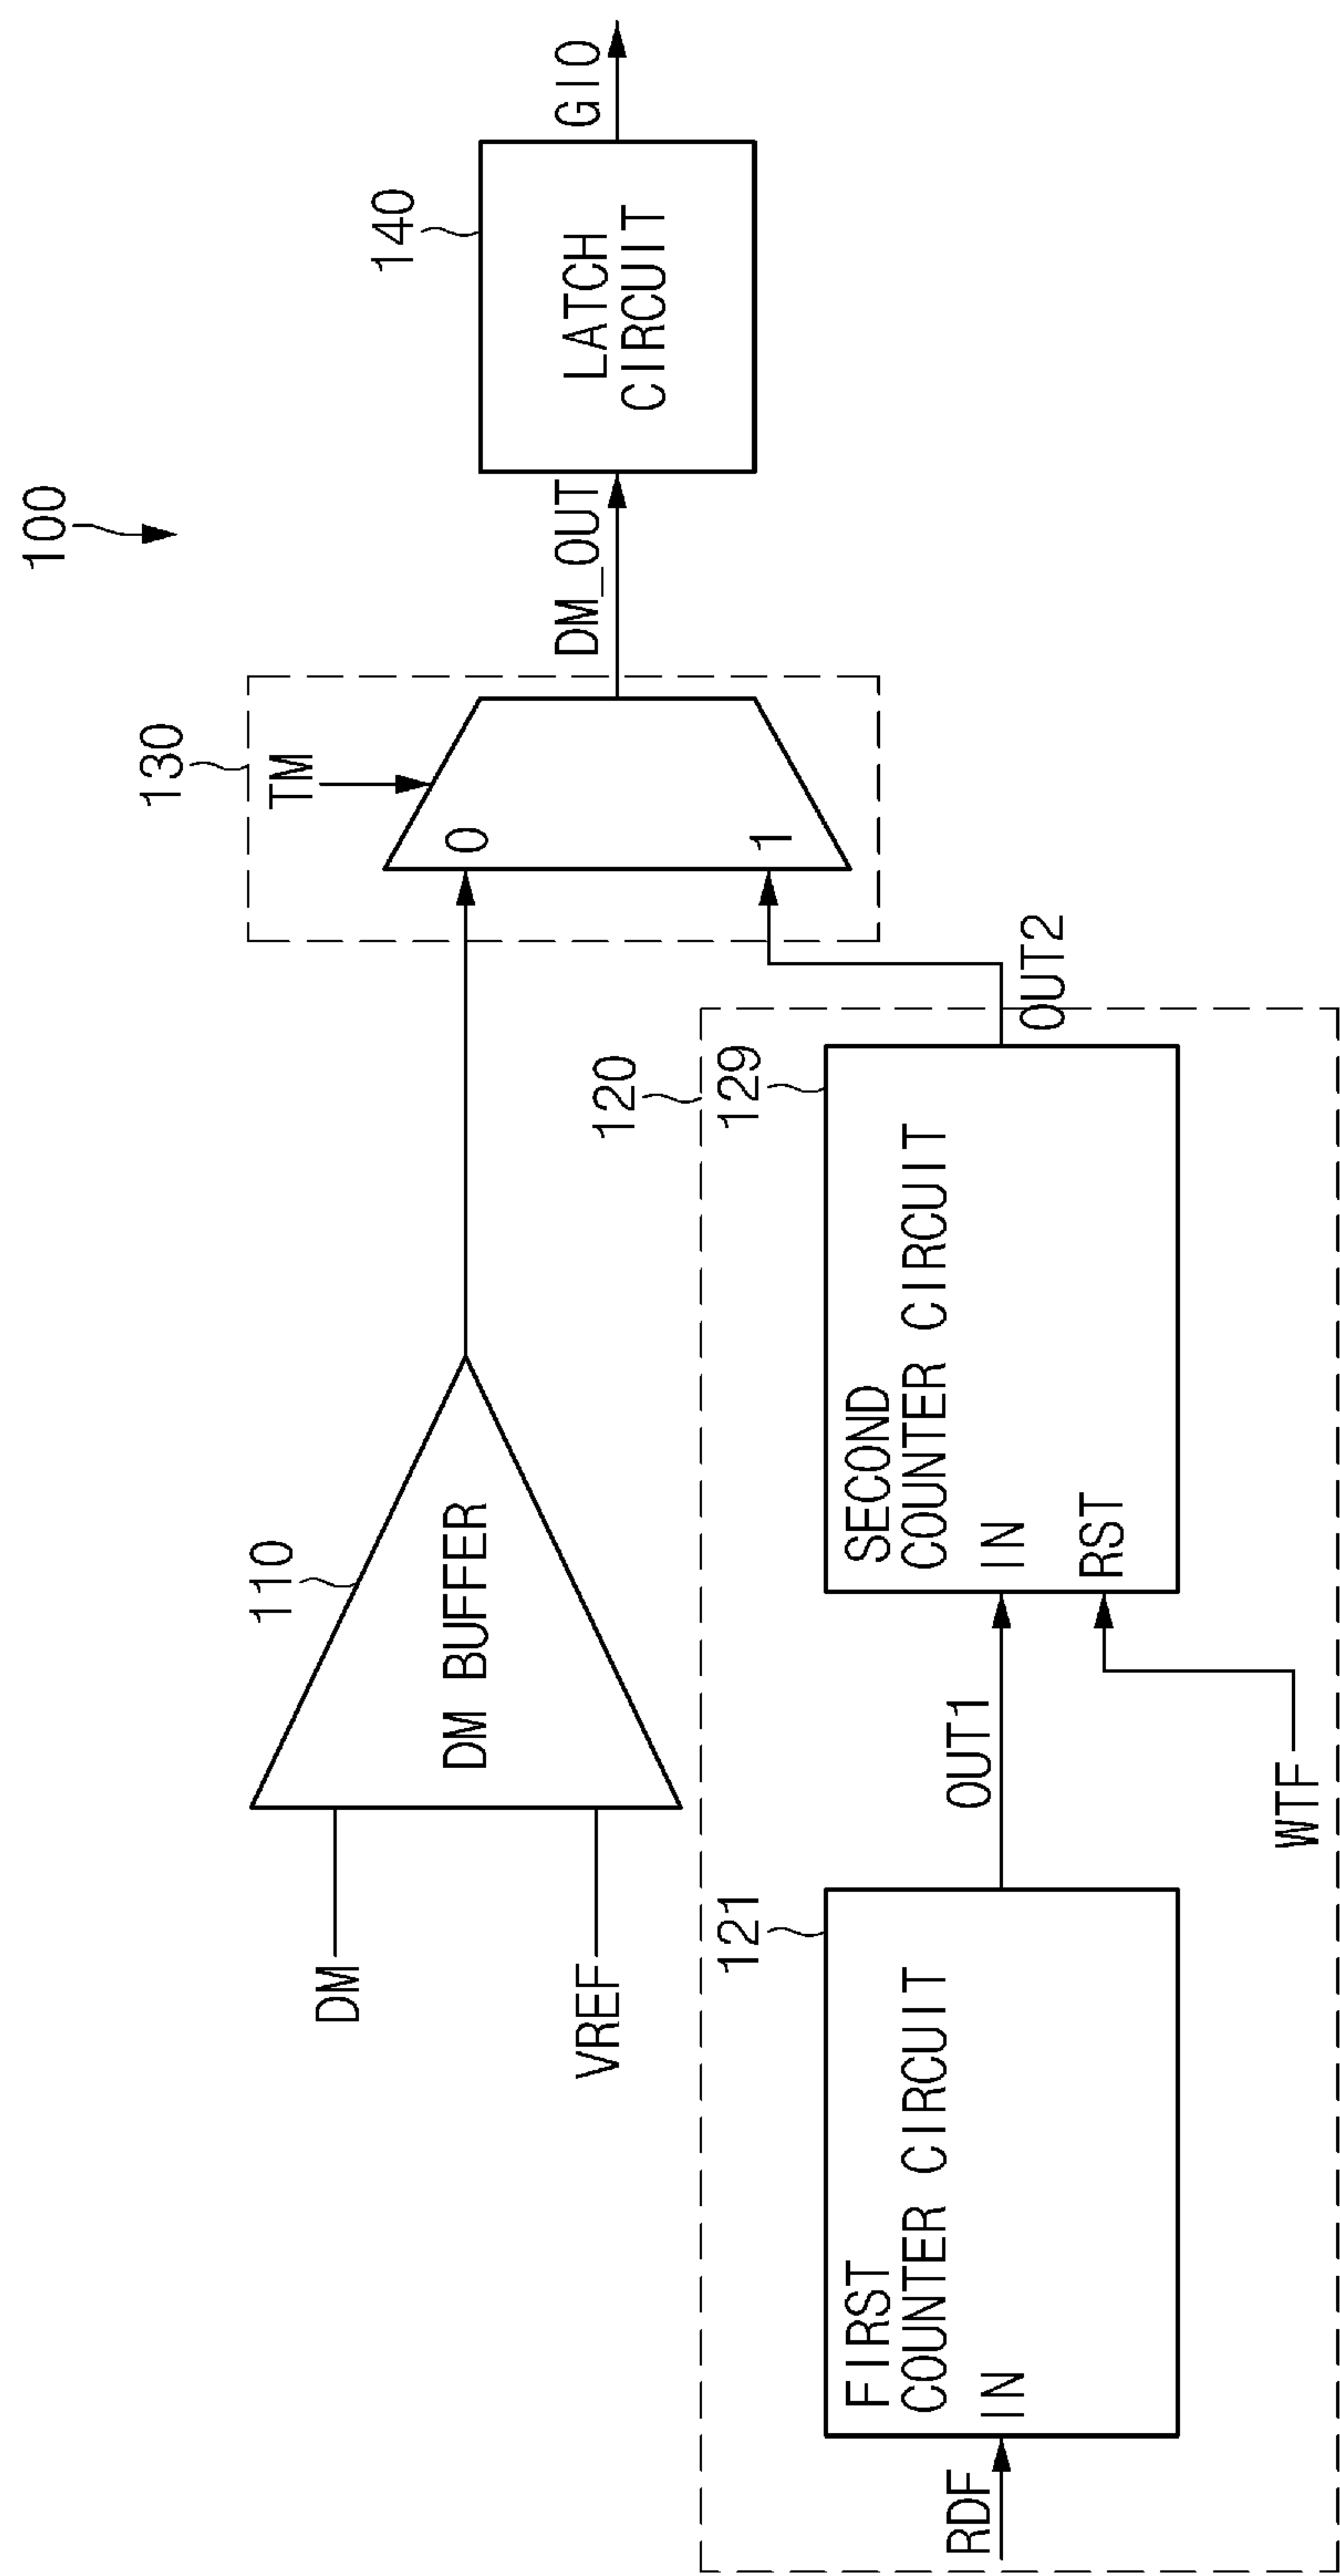 100
110
DM
VREF
DM BUFFER
130
TM
0
1
DM_OUT
140
LATCH
CIRCUIT
GIO
120
121
RDF
FIRST
COUNTER CIRCUIT
IN
OUT1
WTF
129
SECOND
COUNTER CIRCUIT
IN
RST
OUT2